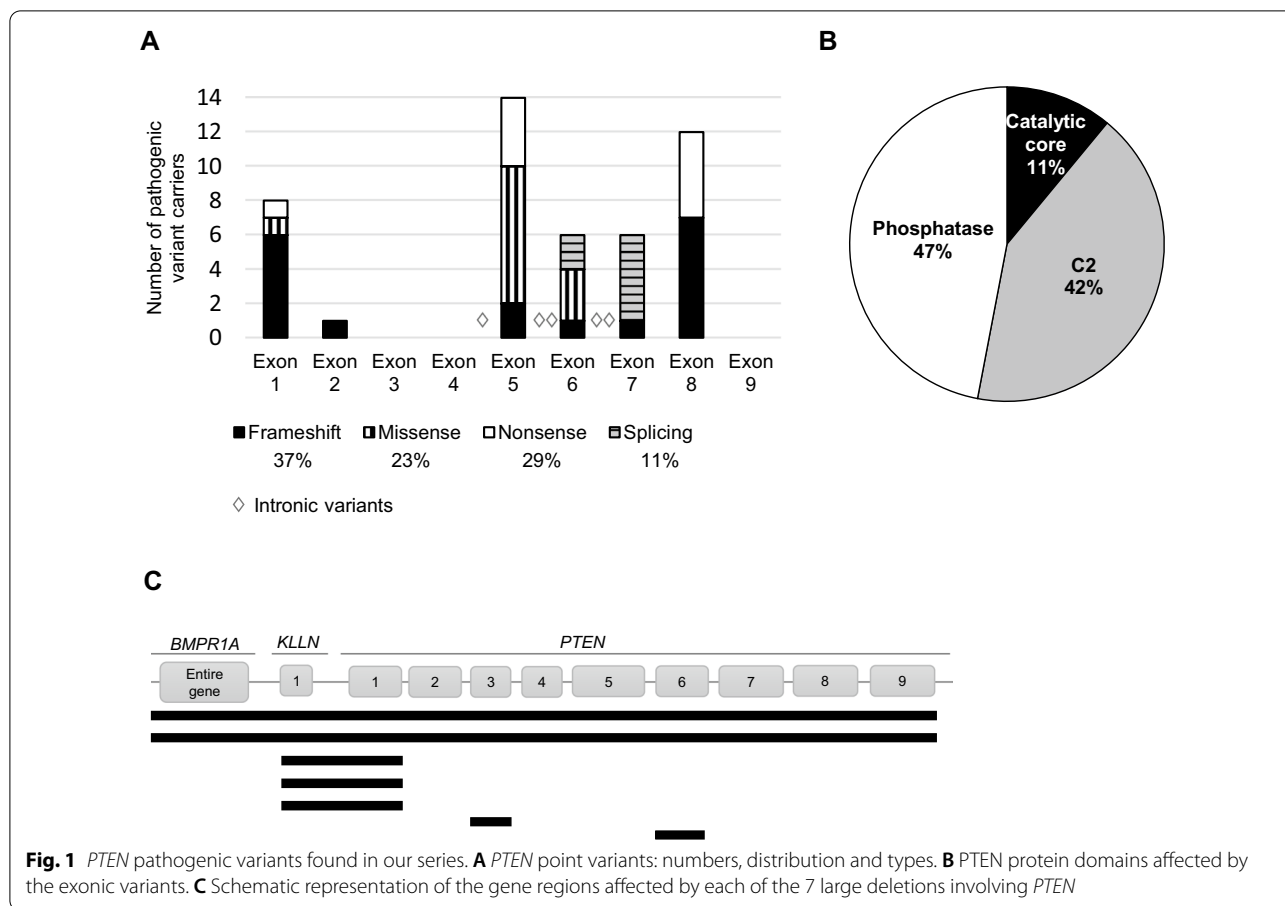 A
Number of pathogenic
variant carriers
14
12
10
8
6
4
2
0
Exon Exon Exon Exon Exon Exon Exon Exon Exon
1 2 3 4 5 6 7 8 9
Frameshift Missense Nonsense Splicing
37% 23% 29% 11%
Intronic variants
B
Catalytic
core
11%
Phosphatase
47%
C2
42%
C
BMPR1A KLLN PTEN
Entire
gene
1 1 2 3 4 5 6 7 8 9
Fig. 1 PTEN pathogenic variants found in our series. A PTEN point variants: numbers, distribution and types. B PTEN protein domains affected by
the exonic variants. C Schematic representation of the gene regions affected by each of the 7 large deletions involving PTEN